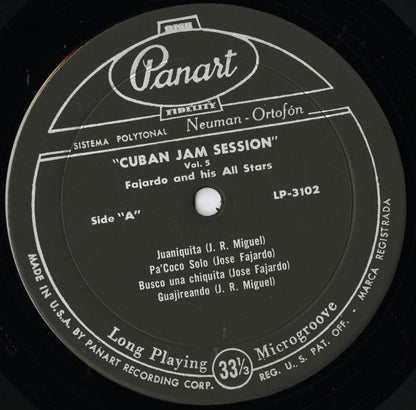 HIGH
Panart
FIDELITY
SISTEMA POLYTONAL Neuman-Ortofón
"CUBAN JAM SESSION"
Vol. 5
Fajardo and his All Stars
Side "A"
LP-3102
Juaniquita (J. R. Miguel)
Pa'Coco Solo (Jose Fajardo)
Busco una chiquita (Jose Fajardo)
Guajireando (J. R. Miguel)
Long Playing 33⅓ Microgroove
MADE IN U.S.A. BY PANART RECORDING CORP. REG. U.S. PAT. OFF. - MARCA REGISTRADA